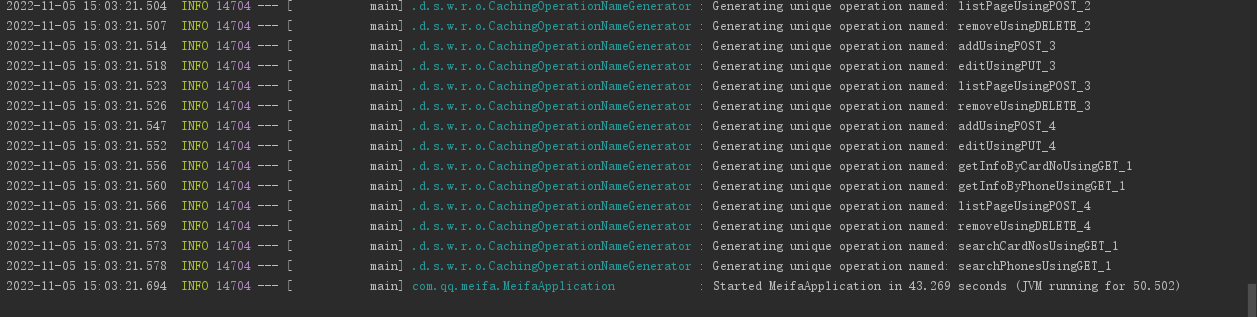 2022-11-05 15:03:21.504  INFO 14704 --- [           main] .d.s.w.r.o.CachingOperationNameGenerator : Generating unique operation named: listPageUsingPOST_2
2022-11-05 15:03:21.507  INFO 14704 --- [           main] .d.s.w.r.o.CachingOperationNameGenerator : Generating unique operation named: removeUsingDELETE_2
2022-11-05 15:03:21.514  INFO 14704 --- [           main] .d.s.w.r.o.CachingOperationNameGenerator : Generating unique operation named: addUsingPOST_3
2022-11-05 15:03:21.518  INFO 14704 --- [           main] .d.s.w.r.o.CachingOperationNameGenerator : Generating unique operation named: editUsingPUT_3
2022-11-05 15:03:21.523  INFO 14704 --- [           main] .d.s.w.r.o.CachingOperationNameGenerator : Generating unique operation named: listPageUsingPOST_3
2022-11-05 15:03:21.526  INFO 14704 --- [           main] .d.s.w.r.o.CachingOperationNameGenerator : Generating unique operation named: removeUsingDELETE_3
2022-11-05 15:03:21.547  INFO 14704 --- [           main] .d.s.w.r.o.CachingOperationNameGenerator : Generating unique operation named: addUsingPOST_4
2022-11-05 15:03:21.552  INFO 14704 --- [           main] .d.s.w.r.o.CachingOperationNameGenerator : Generating unique operation named: editUsingPUT_4
2022-11-05 15:03:21.556  INFO 14704 --- [           main] .d.s.w.r.o.CachingOperationNameGenerator : Generating unique operation named: getInfoByCardNoUsingGET_1
2022-11-05 15:03:21.560  INFO 14704 --- [           main] .d.s.w.r.o.CachingOperationNameGenerator : Generating unique operation named: getInfoByPhoneUsingGET_1
2022-11-05 15:03:21.566  INFO 14704 --- [           main] .d.s.w.r.o.CachingOperationNameGenerator : Generating unique operation named: listPageUsingPOST_4
2022-11-05 15:03:21.569  INFO 14704 --- [           main] .d.s.w.r.o.CachingOperationNameGenerator : Generating unique operation named: removeUsingDELETE_4
2022-11-05 15:03:21.573  INFO 14704 --- [           main] .d.s.w.r.o.CachingOperationNameGenerator : Generating unique operation named: searchCardNosUsingGET_1
2022-11-05 15:03:21.578  INFO 14704 --- [           main] .d.s.w.r.o.CachingOperationNameGenerator : Generating unique operation named: searchPhonesUsingGET_1
2022-11-05 15:03:21.694  INFO 14704 --- [           main] com.qq.meifa.MeifaApplication            : Started MeifaApplication in 43.269 seconds (JVM running for 50.502)